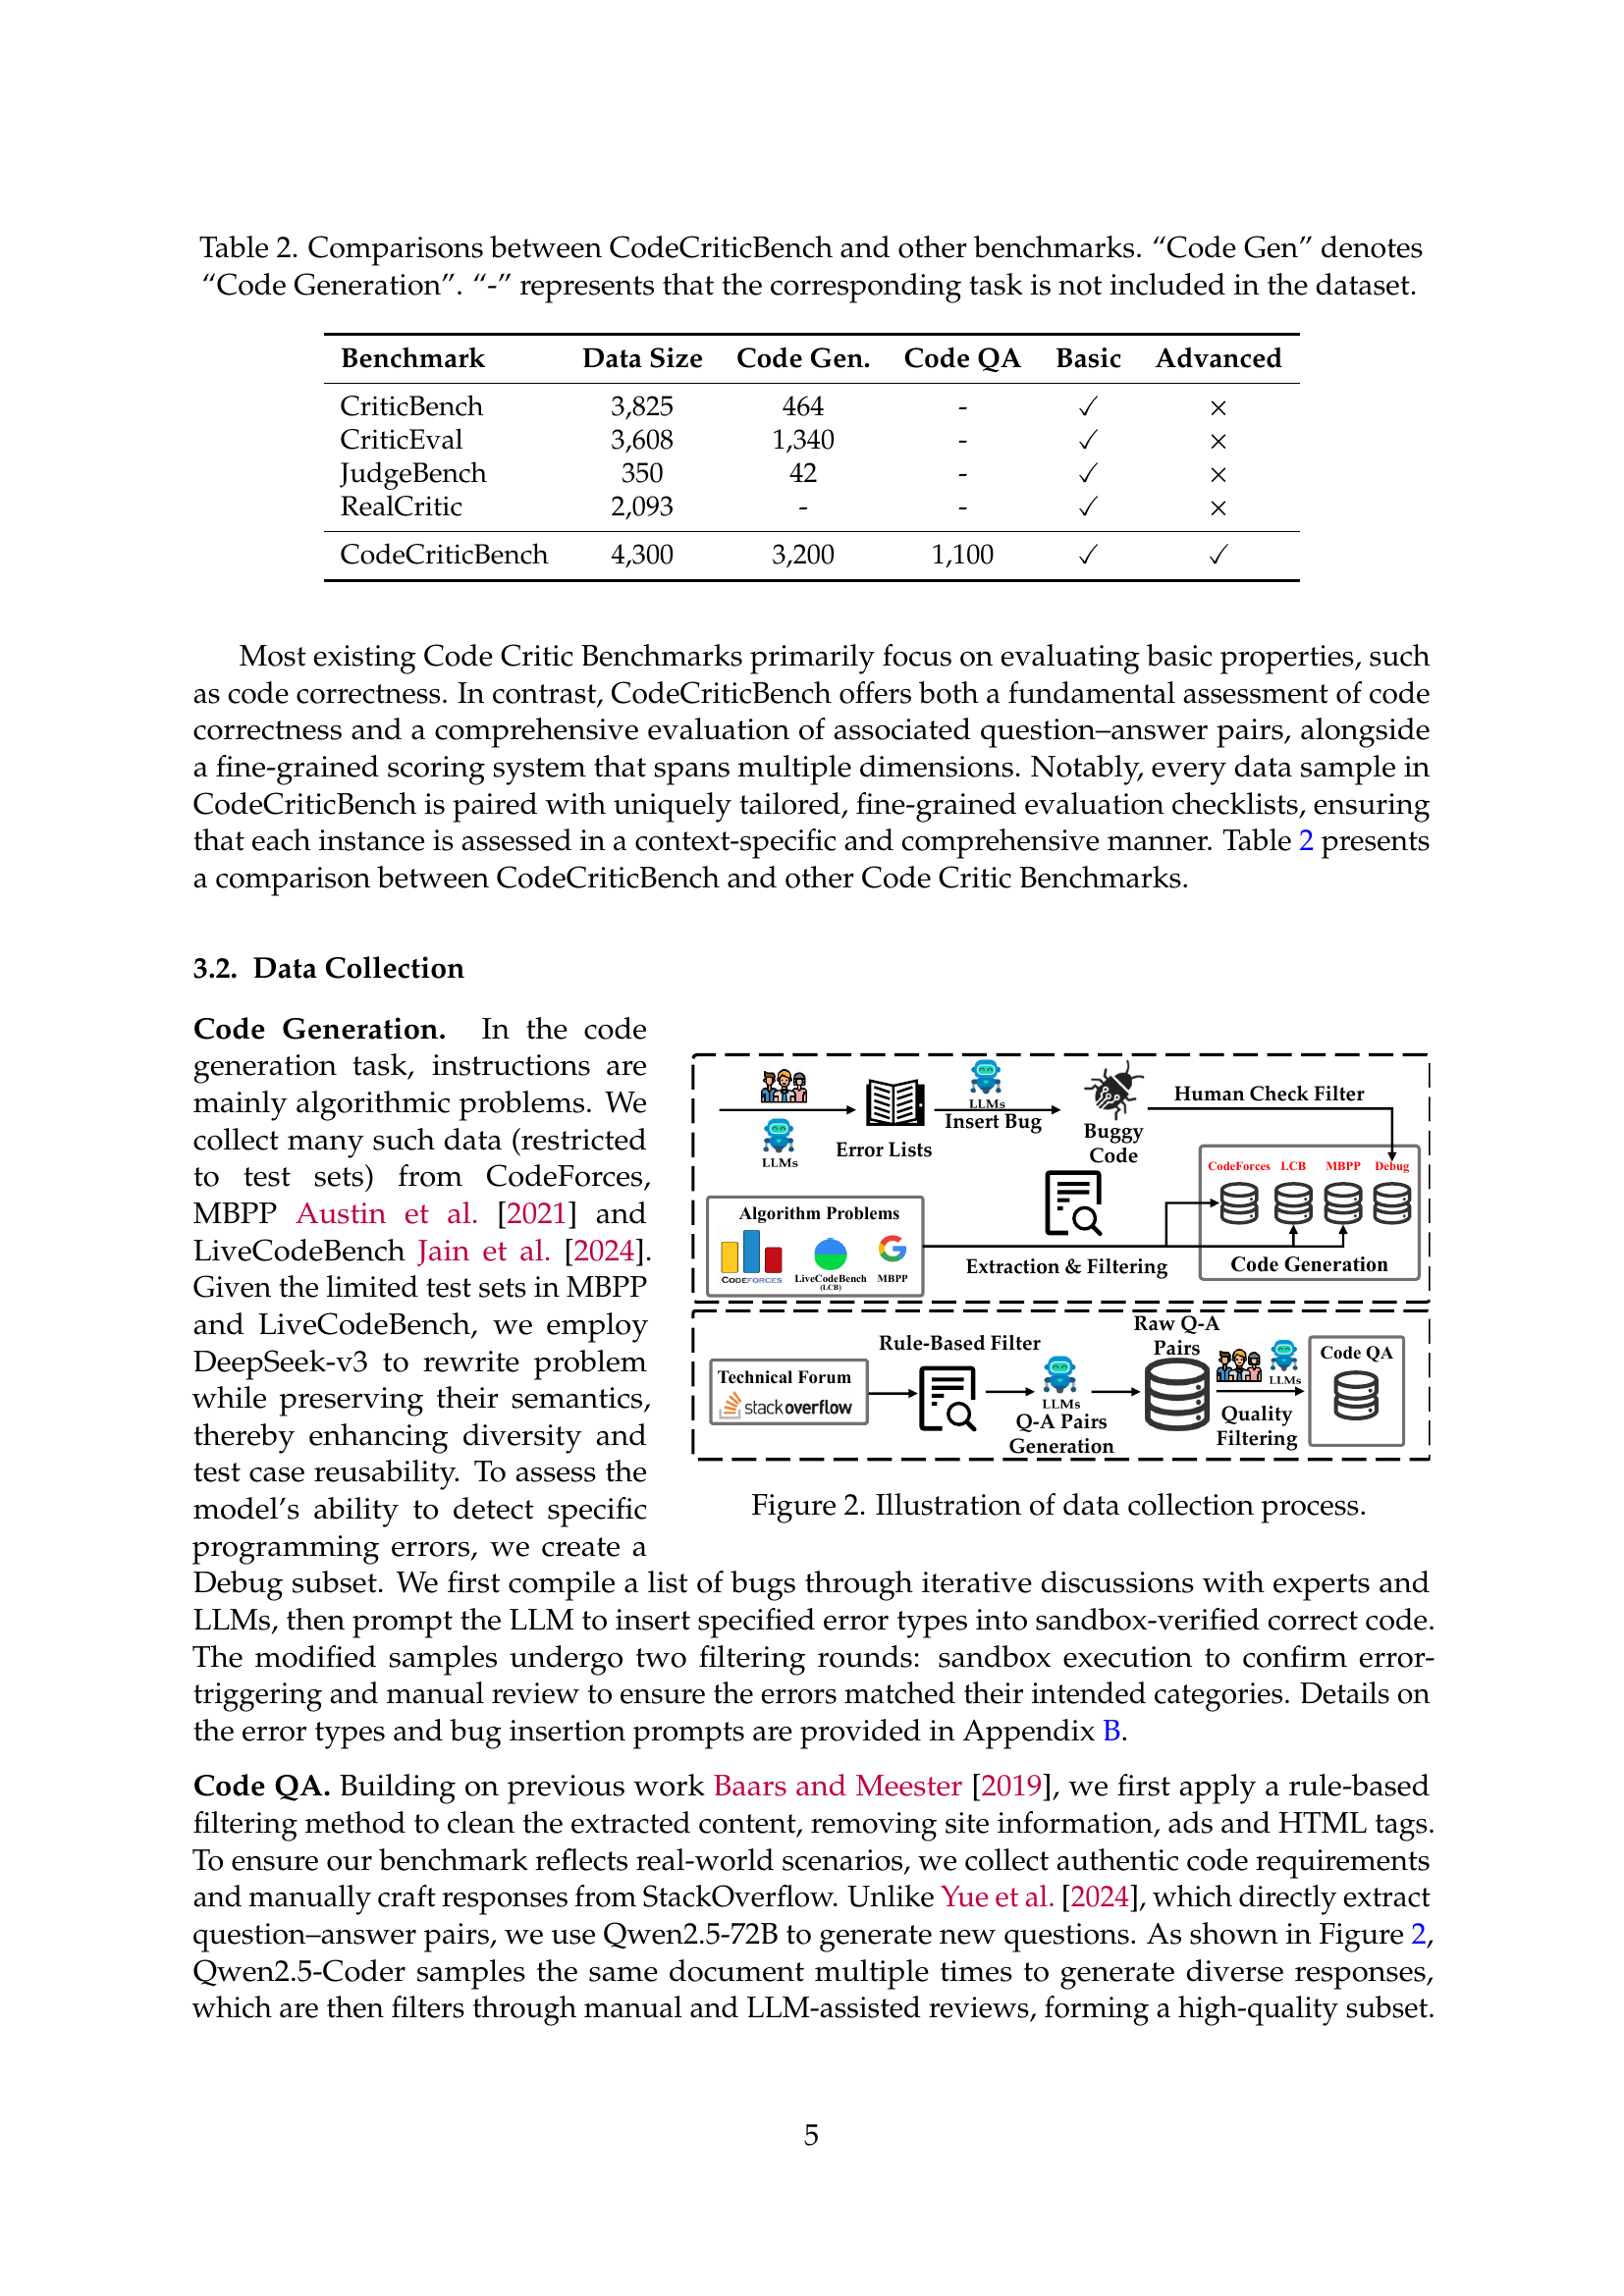 Table 2. Comparisons between CodeCriticBench and other benchmarks. “Code Gen” denotes
“Code Generation”. “-” represents that the corresponding task is not included in the dataset.
Benchmark Data Size Code Gen. Code QA Basic Advanced
CriticBench 3,825 464 - ✓ ×
CriticEval 3,608 1,340 - ✓ ×
JudgeBench 350 42 - ✓ ×
RealCritic 2,093 - - ✓ ×
CodeCriticBench 4,300 3,200 1,100 ✓ ✓
Most existing Code Critic Benchmarks primarily focus on evaluating basic properties, such
as code correctness. In contrast, CodeCriticBench offers both a fundamental assessment of code
correctness and a comprehensive evaluation of associated question–answer pairs, alongside
a fine-grained scoring system that spans multiple dimensions. Notably, every data sample in
CodeCriticBench is paired with uniquely tailored, fine-grained evaluation checklists, ensuring
that each instance is assessed in a context-specific and comprehensive manner. Table 2 presents
a comparison between CodeCriticBench and other Code Critic Benchmarks.
3.2. Data Collection
Code Generation. In the code
generation task, instructions are
mainly algorithmic problems. We
collect many such data (restricted
to test sets) from CodeForces,
MBPP Austin et al. [2021] and
LiveCodeBench Jain et al. [2024].
Given the limited test sets in MBPP
and LiveCodeBench, we employ
DeepSeek-v3 to rewrite problem
while preserving their semantics,
thereby enhancing diversity and
test case reusability. To assess the
model’s ability to detect specific
programming errors, we create a
LLMs
Error Lists
LLMs
Insert Bug
Buggy
Code
Human Check Filter
CodeForces LCB MBPP Debug
Code Generation
Algorithm Problems
CODEFORCES
LiveCodeBench
(LCB)
MBPP
Extraction & Filtering
Technical Forum
stackoverflow
Rule-Based Filter
LLMs
Q-A Pairs
Generation
Raw Q-A
Pairs
LLMs
Quality
Filtering
Code QA
Figure 2. Illustration of data collection process.
Debug subset. We first compile a list of bugs through iterative discussions with experts and
LLMs, then prompt the LLM to insert specified error types into sandbox-verified correct code.
The modified samples undergo two filtering rounds: sandbox execution to confirm error-
triggering and manual review to ensure the errors matched their intended categories. Details on
the error types and bug insertion prompts are provided in Appendix B.
Code QA. Building on previous work Baars and Meester [2019], we first apply a rule-based
filtering method to clean the extracted content, removing site information, ads and HTML tags.
To ensure our benchmark reflects real-world scenarios, we collect authentic code requirements
and manually craft responses from StackOverflow. Unlike Yue et al. [2024], which directly extract
question–answer pairs, we use Qwen2.5-72B to generate new questions. As shown in Figure 2,
Qwen2.5-Coder samples the same document multiple times to generate diverse responses,
which are then filters through manual and LLM-assisted reviews, forming a high-quality subset.
5